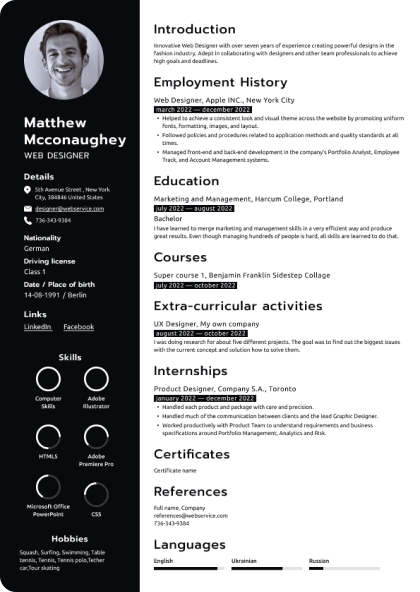 Matthew
Mcconaughey
WEB DESIGNER
Details
5th Avenue Street , New York
City, 384846 United States
designer@webservice.com
736-343-9384
Nationality
German
Driving license
Class 1
Date / Place of birth
14-08-1991 / Berlin
Links
LinkedIn Facebook
Skills
Computer
Skills
Adobe
Illustrator
HTML5
Adobe
Premiere Pro
Microsoft Office
PowerPoint
CSS
Hobbies
Squash, Surfing, Swimming, Table
tennis, Tennis, Tennis polo,Tether
car,Tour skating
Introduction
Innovative Web Designer with over seven years of experience creating powerful designs in the
fashion industry. Adept in collaborating with designers and other team professionals to achieve
high goals and deadlines.
Employment History
Web Designer, Apple INC., New York City
march 2022 — december 2022
• Helped to achieve a consistent look and visual theme across the website by promoting uniform
fonts, formatting, images, and layout.
• Followed policies and procedures related to application methods and quality standards at all
times.
• Managed front-end and back-end development in the company's Portfolio Analyst, Employee
Track, and Account Management systems.
Education
Marketing and Management, Harcum College, Portland
july 2022 — august 2022
Bachelor
I have learned to merge marketing and management skills in a very efficient way and produce
great results. Even though managing hundreds of people is hard, all skills are learned to do that.
Courses
Super course 1, Benjamin Franklin Sidestep Collage
july 2022 — october 2022
Extra-curricular activities
UX Designer, My own company
august 2022 — october 2022
I was doing research for about five different projects. The goal was to find out the biggest issues
with the current concept and solution how to solve them.
Internships
Product Designer, Company S.A., Toronto
january 2022 — december 2022
• Handled each product and package with care and precision.
• Handled much of the communication between clients and the lead Graphic Designer.
• Worked productively with Product Team to understand requirements and business
specifications around Portfolio Management, Analytics and Risk.
Certificates
Certificate name
References
Full name, Company
references@webservice.com
736-343-9384
Languages
English Ukrainian Russian